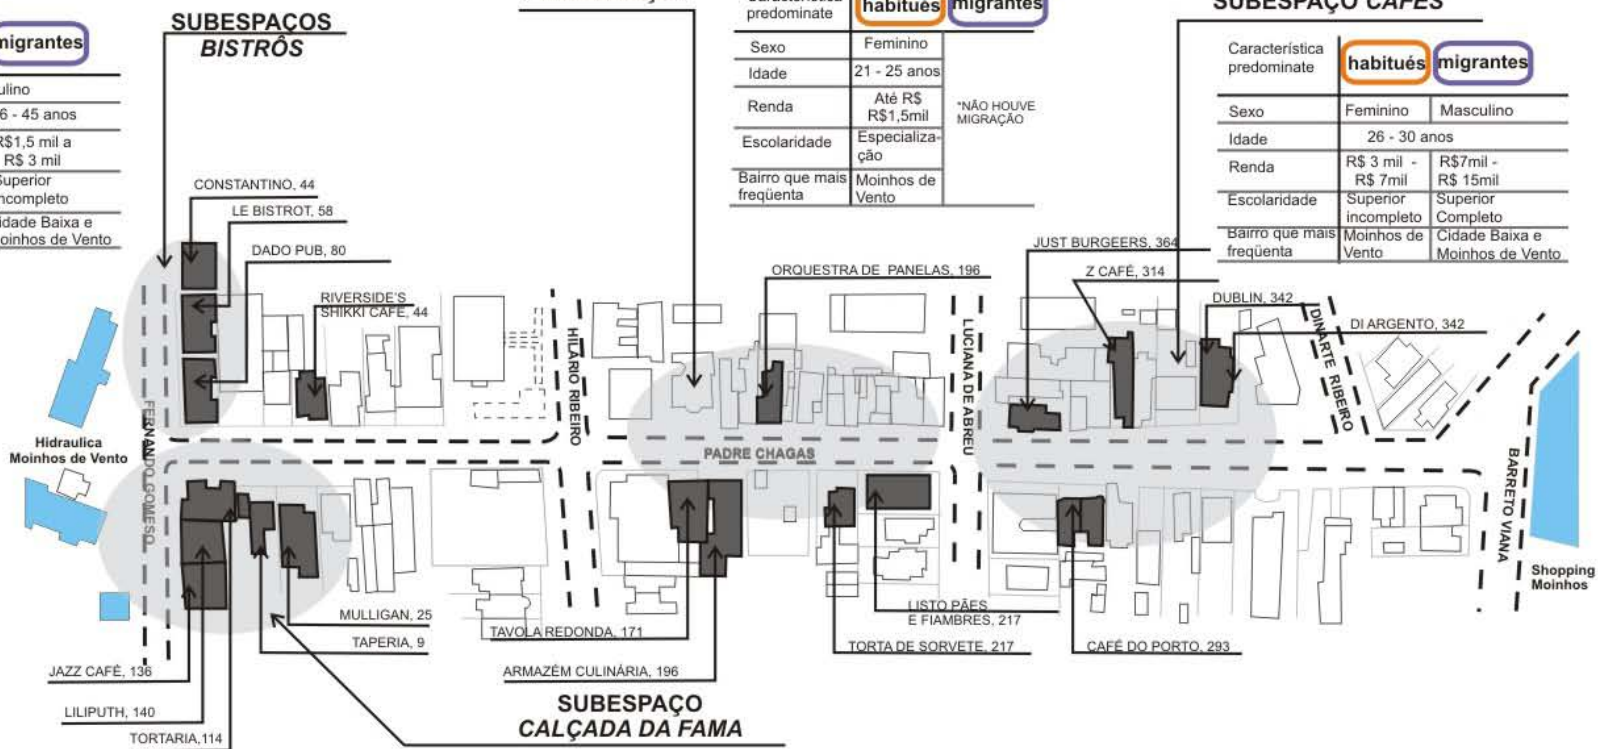 SUBESPAÇOS
BISTRÔS
migrantes
6 - 45 anos
R$1,5 mil a
R$ 3 mil
Superior
ncompleto
idade Baixa e
oinhos de Vento
predominate
habitués
migrantes
Sexo
Feminino
Idade
21 - 25 anos
Renda
Até R$
R$1,5mil
*NÃO HOUVE
MIGRAÇÃO
Escolaridade
Especializa-
ção
Bairro que mais
freqüenta
Moinhos de
Vento
SUBESPAÇO CAFÉS
Característica
predominate
habitués
migrantes
Sexo
Feminino
Masculino
Idade
26 - 30 anos
Renda
R$ 3 mil -
R$ 7mil
R$7mil -
R$ 15mil
Escolaridade
Superior
incompleto
Superior
Completo
Bairro que mais
freqüenta
Moinhos de
Vento
Cidade Baixa e
Moinhos de Vento
CONSTANTINO, 44
LE BISTROT, 58
DADO PUB, 80
RIVERSIDE'S
SHIKKI CAFÉ, 44
ORQUESTRA DE PANELAS, 196
JUST BURGEERS, 364
Z CAFÉ, 314
DUBLIN, 342
DI ARGENTO, 342
HILÁRIO RIBEIRO
LUCIANA DE ABREU
DINARTE RIBEIRO
FERNANDO GOMESO
PADRE CHAGAS
BARRETO VIANA
Hidraulica
Moinhos de Vento
Shopping
Moinhos
MULLIGAN, 25
TAPERIA, 9
JAZZ CAFÉ, 136
LILIPUTH, 140
TORTARIA,114
TAVOLA REDONDA, 171
ARMAZÉM CULINÁRIA, 196
LISTO PÃES
E FIAMBRES, 217
TORTA DE SORVETE, 217
CAFÉ DO PORTO, 293
SUBESPAÇO
CALÇADA DA FAMA